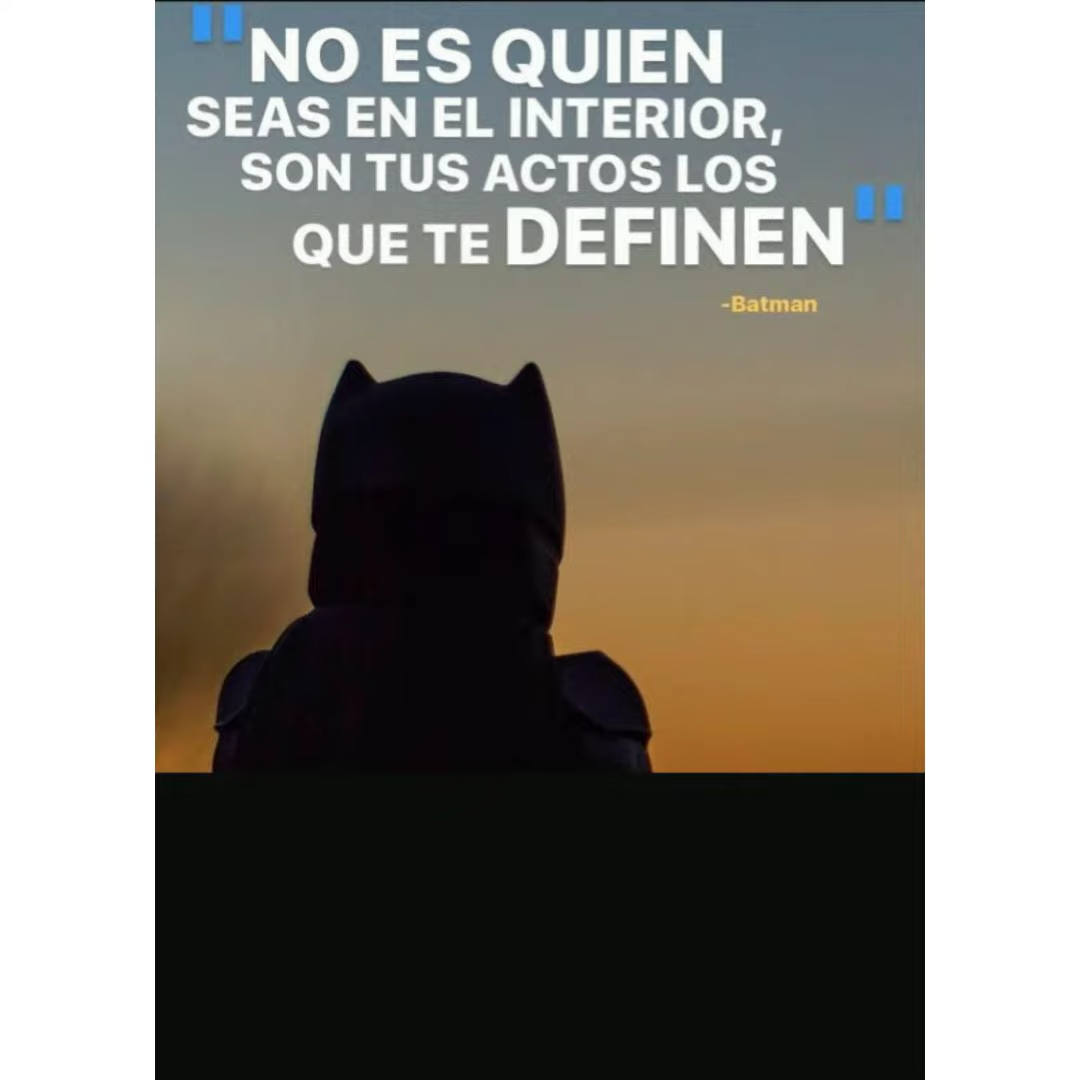 "NO ES QUIEN
SEAS EN EL INTERIOR,
SON TUS ACTOS LOS
QUE TE DEFINEN"
-Batman